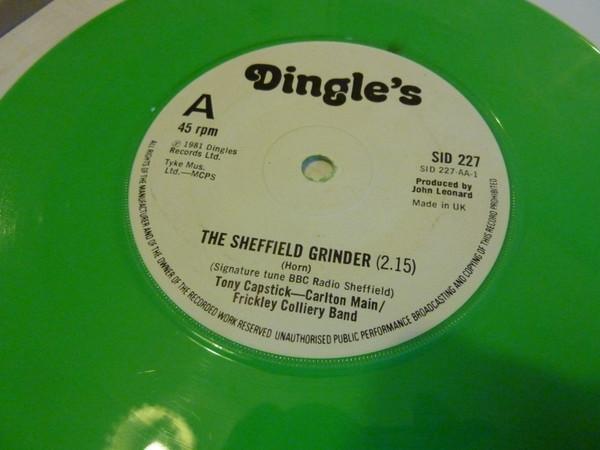 Dingle's
A
45 rpm
℗ 1981 Dingles
Records Ltd.
Tyke Mus.
Ltd.—MCPS
SID 227
SID 227-AA-1
Produced by
John Leonard
Made in UK
THE SHEFFIELD GRINDER (2.15)
(Horn)
(Signature tune BBC Radio Sheffield)
Tony Capstick—Carlton Main/
Frickley Colliery Band
ALL RIGHTS OF THE MANUFACTURER AND OF THE OWNER OF THE RECORDED WORK RESERVED UNAUTHORISED PUBLIC PERFORMANCE BROADCASTING AND COPYING OF THIS RECORD PROHIBITED